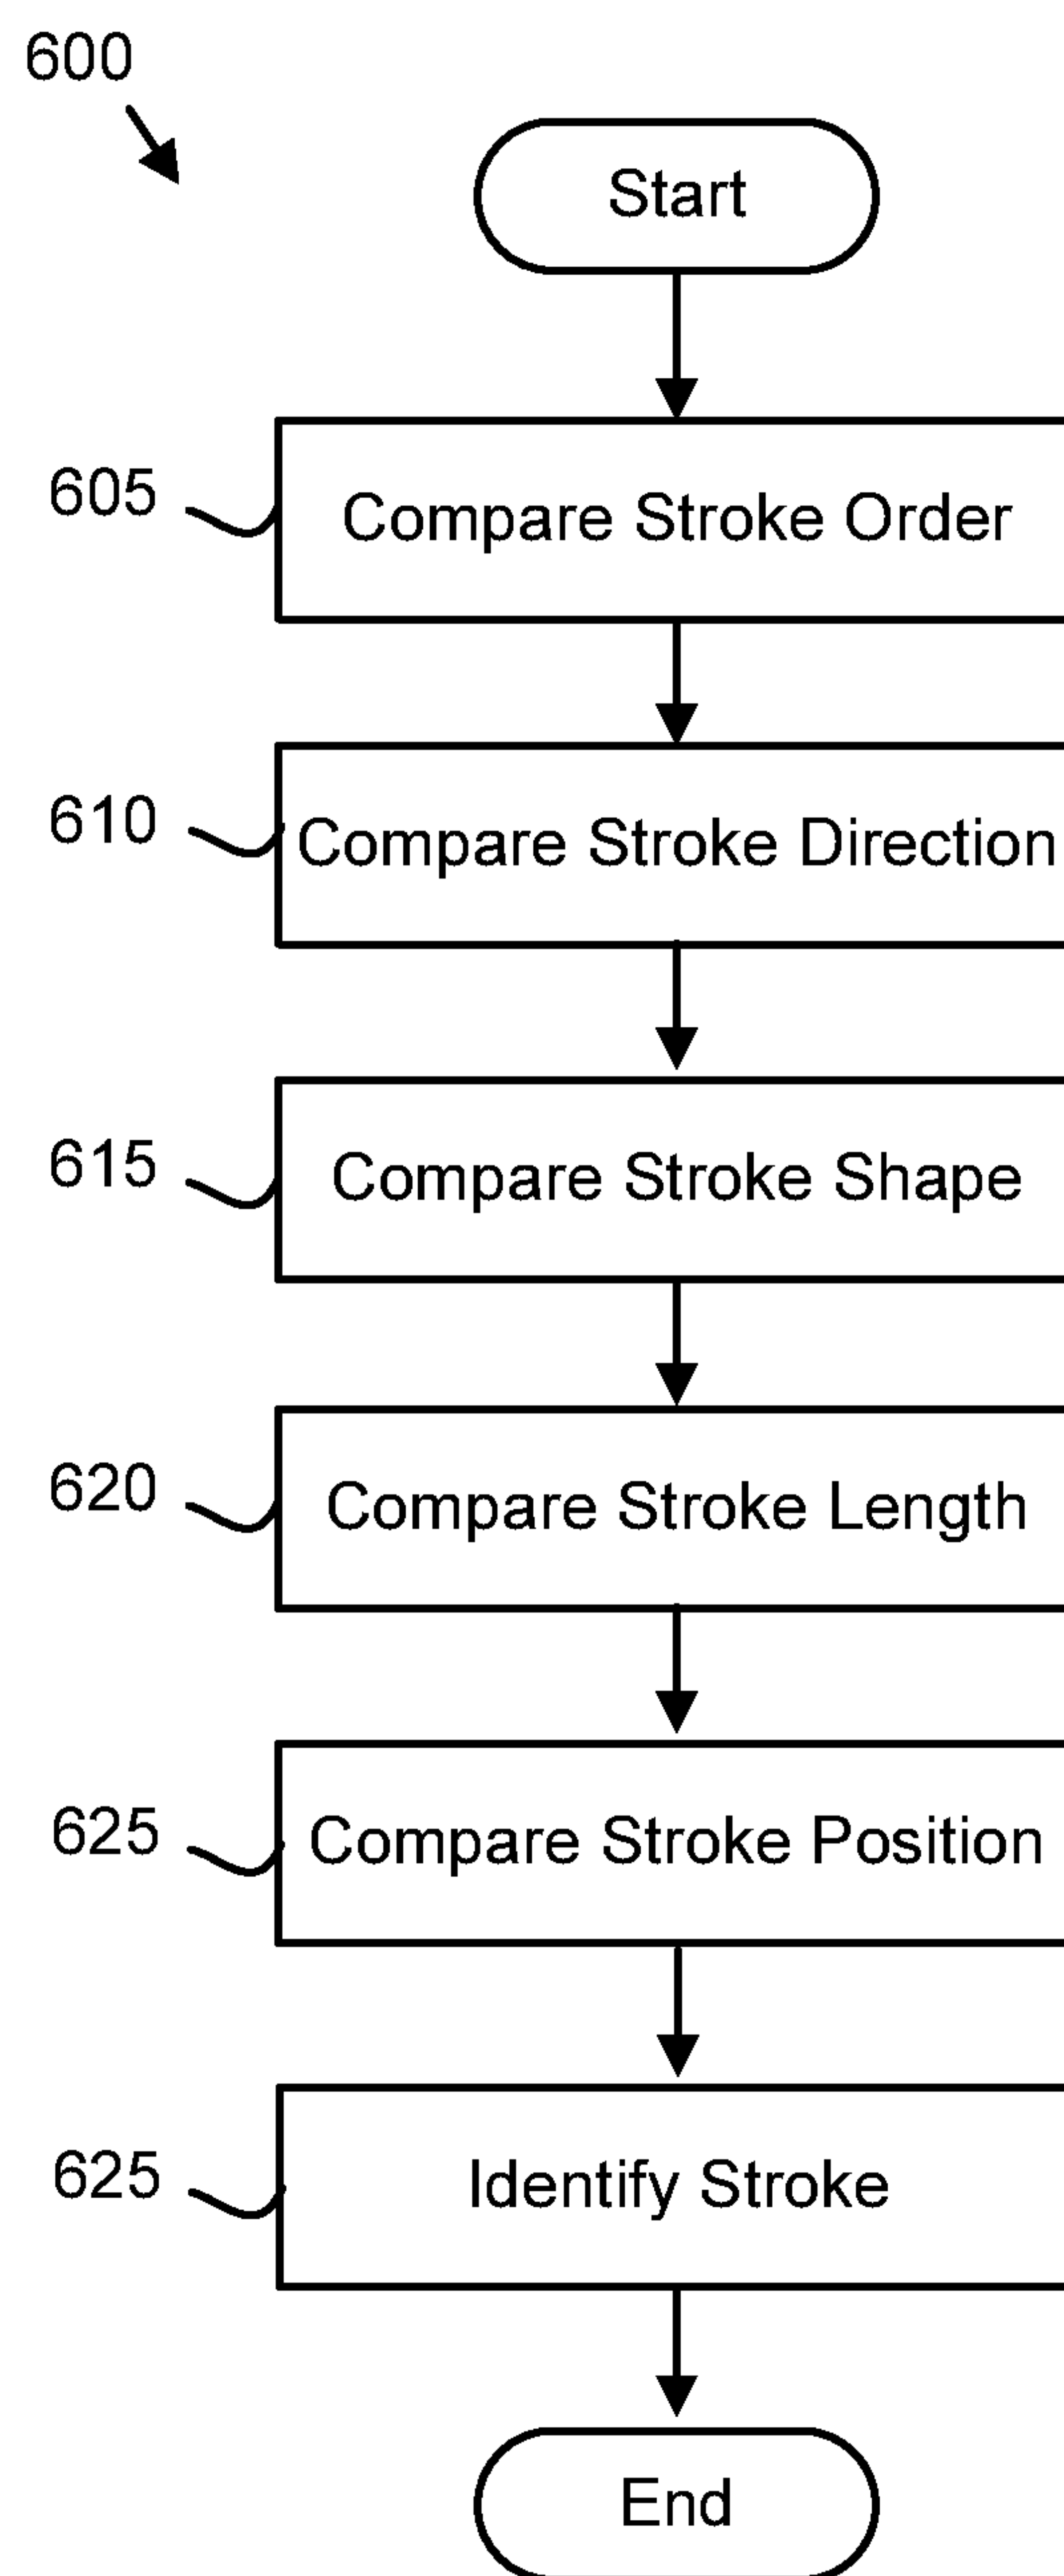 600
Start
605
Compare Stroke Order
610
Compare Stroke Direction
615
Compare Stroke Shape
620
Compare Stroke Length
625
Compare Stroke Position
625
Identify Stroke
End